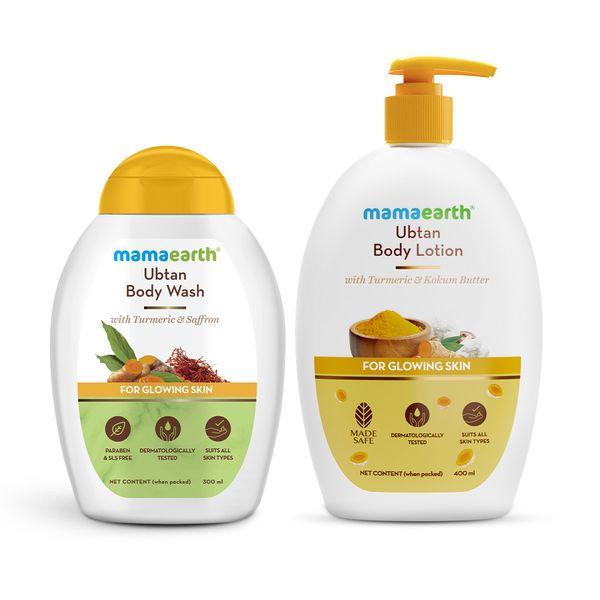 mamaearth®
Ubtan
Body Wash
with Turmeric & Saffron
FOR GLOWING SKIN
PARABEN
& SLS FREE
DERMATOLOGICALLY
TESTED
SUITS ALL
SKIN TYPES
NET CONTENT (when packed) 300 ml
mamaearth®
Ubtan
Body Lotion
with Turmeric & Kokum Butter
FOR GLOWING SKIN
MADE
SAFE
DERMATOLOGICALLY
TESTED
SUITS ALL
SKIN TYPES
NET CONTENT (when packed) 400 ml